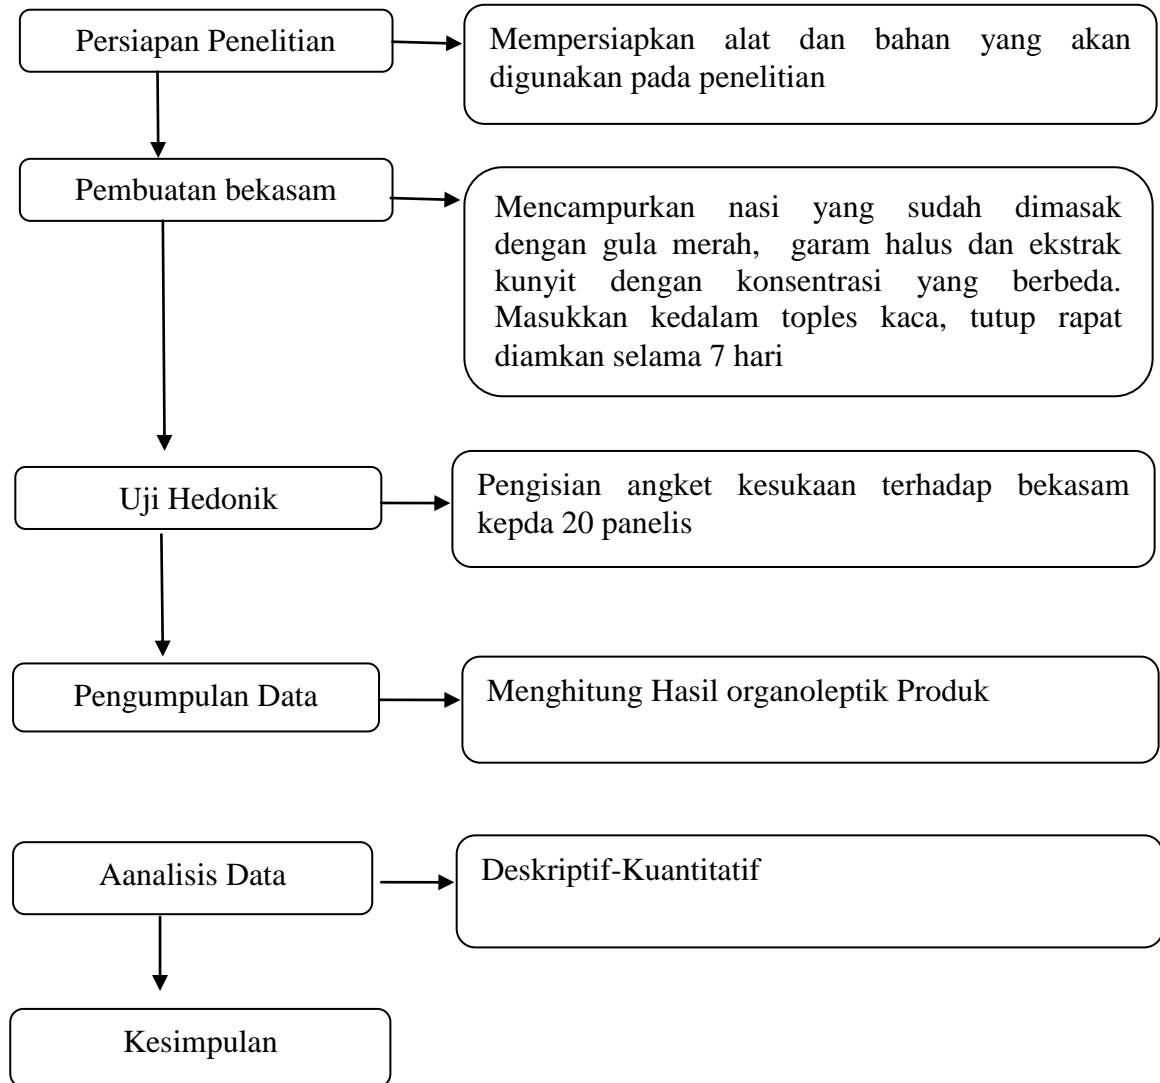 Persiapan Penelitian
Mempersiapkan alat dan bahan yang akan
digunakan pada penelitian
Pembuatan bekasam
Mencampurkan nasi yang sudah dimasak
dengan gula merah, garam halus dan ekstrak
kunyit dengan konsentrasi yang berbeda.
Masukkan kedalam toples kaca, tutup rapat
diamkan selama 7 hari
Uji Hedonik
Pengisian angket kesukaan terhadap bekasam
kepda 20 panelis
Pengumpulan Data
Menghitung Hasil organoleptik Produk
Aanalisis Data
Deskriptif-Kuantitatif
Kesimpulan